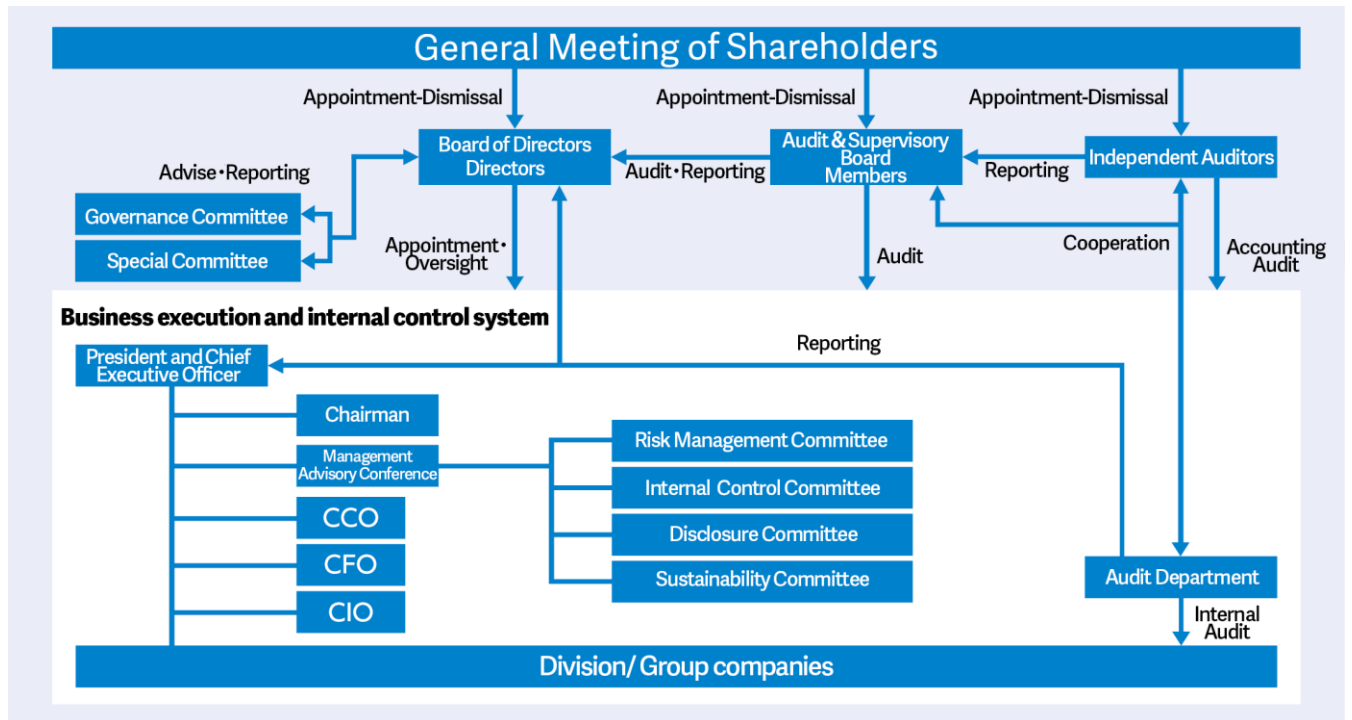 General Meeting of Shareholders
Appointment-Dismissal
Appointment-Dismissal
Appointment-Dismissal
Board of Directors
Directors
Audit & Supervisory
Board
Members
Independent Auditors
Advise・Reporting
Audit・Reporting
Reporting
Governance Committee
Special Committee
Appointment・
Oversight
Audit
Cooperation
Accounting
Audit
Business execution and internal control system
Reporting
President and Chief
Executive Officer
Chairman
Management
Advisory Conference
CCO
CFO
CIO
Risk Management Committee
Internal Control Committee
Disclosure Committee
Sustainability Committee
Audit Department
Internal
Audit
Division/ Group companies